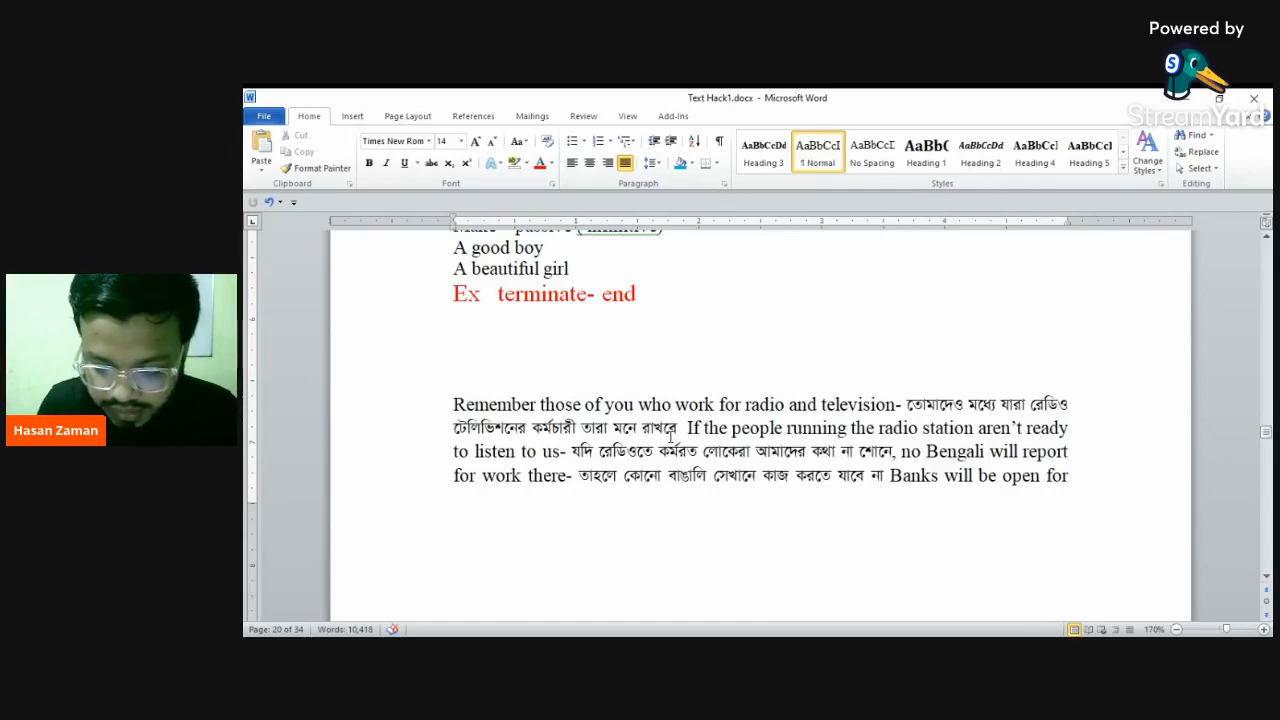 Powered by
StreamYard
Text Hack1.docx - Microsoft Word
File Home Insert Page Layout References Mailings Review View Add-Ins
Paste Cut Copy Format Painter Clipboard
Times New Rom 14 Font
Paragraph
AaBbCcDd Heading 3 AaBbCcI ¶ Normal AaBbCcI No Spacing AaBb( Heading 1 AaBbCcDd Heading 2 AaBbCcI Heading 4 AaBbCcI Heading 5 Change Styles Styles
Find Replace Select Editing
A good boy
A beautiful girl
Ex terminate- end
Remember those of you who work for radio and television- তোমাদেও মধ্যে যারা রেডিও
টেলিভিশনের কর্মচারী তারা মনে রাখবে If the people running the radio station aren’t ready
to listen to us- যদি রেডিওতে কর্মরত লোকেরা আমাদের কথা না শোনে, no Bengali will report
for work there- তাহলে কোনো বাঙালি সেখানে কাজ করতে যাবে না Banks will be open for
Hasan Zaman
Page: 20 of 34 Words: 10,418 170%